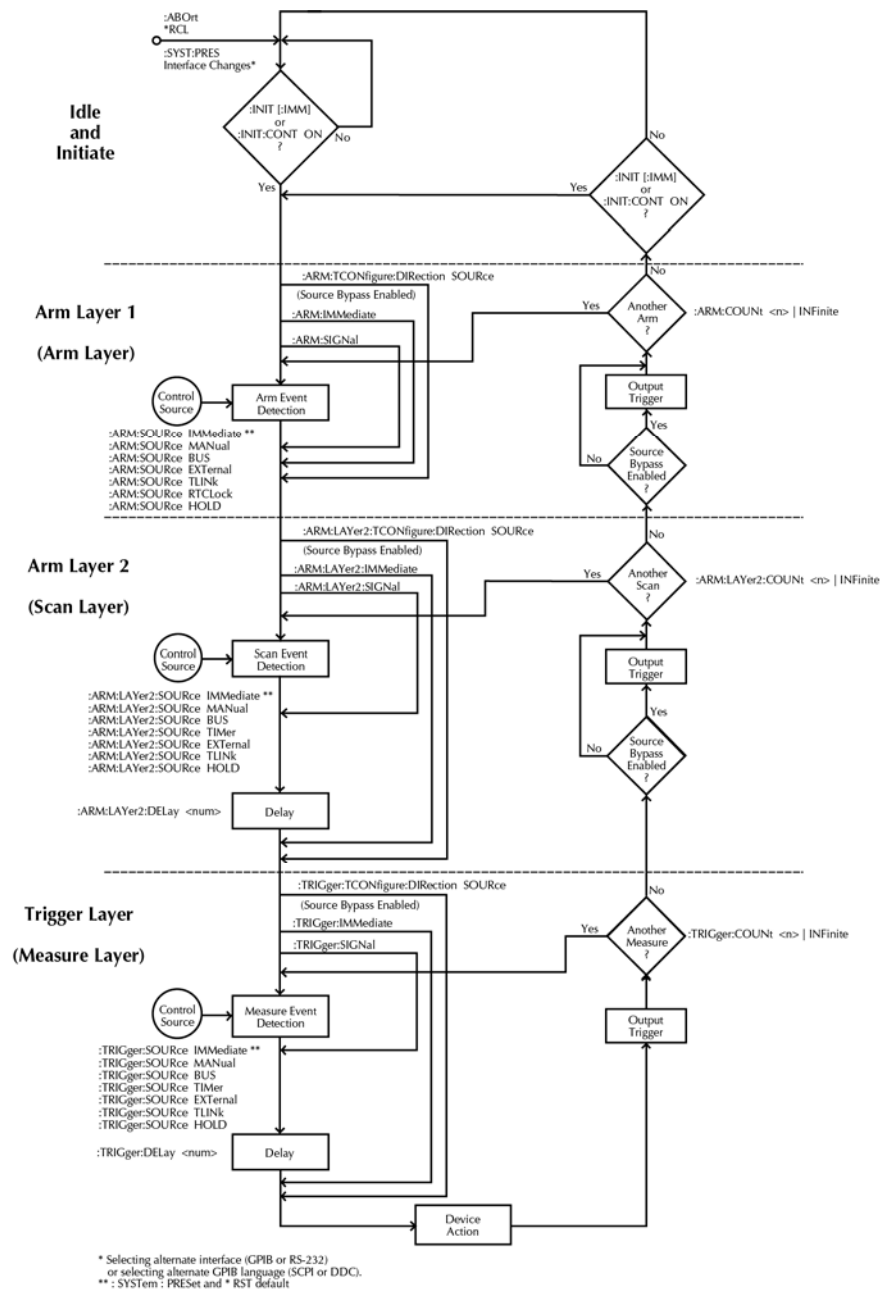 :ABOrt
*RCL
:SYST:PRES
Interface Changes*
Idle
and
Initiate
:INIT [:IMM]
or
:INIT:CONT ON
?
No
Yes
No
:INIT [:IMM]
or
:INIT:CONT ON
?
Yes
No
Arm Layer 1
(Arm Layer)
:ARM:TCONfigure:DIRection SOURce
(Source Bypass Enabled)
:ARM:IMMediate
:ARM:SIGNal
Yes
Another
Arm
?
:ARM:COUNt <n> | INFinite
Control
Source
Arm Event
Detection
Output
Trigger
:ARM:SOURce IMMediate **
:ARM:SOURce MANual
:ARM:SOURce BUS
:ARM:SOURce EXTernal
:ARM:SOURce TLINk
:ARM:SOURce RTCLock
:ARM:SOURce HOLD
Yes
No
Source
Bypass
Enabled
?
No
Arm Layer 2
(Scan Layer)
:ARM:LAYer2:TCONfigure:DIRection SOURce
(Source Bypass Enabled)
:ARM:LAYer2:IMMediate
:ARM:LAYer2:SIGNal
Yes
Another
Scan
?
:ARM:LAYer2:COUNt <n> | INFinite
Control
Source
Scan Event
Detection
Output
Trigger
:ARM:LAYer2:SOURce IMMediate **
:ARM:LAYer2:SOURce MANual
:ARM:LAYer2:SOURce BUS
:ARM:LAYer2:SOURce TIMer
:ARM:LAYer2:SOURce EXTernal
:ARM:LAYer2:SOURce TLINk
:ARM:LAYer2:SOURce HOLD
Yes
No
Source
Bypass
Enabled
?
:ARM:LAYer2:DELay <num>
Delay
No
Trigger Layer
(Measure Layer)
:TRIGger:TCONfigure:DIRection SOURce
(Source Bypass Enabled)
:TRIGger:IMMediate
:TRIGger:SIGNal
Yes
Another
Measure
?
:TRIGger:COUNt <n> | INFinite
Control
Source
Measure Event
Detection
Output
Trigger
:TRIGger:SOURce IMMediate **
:TRIGger:SOURce MANual
:TRIGger:SOURce BUS
:TRIGger:SOURce TIMer
:TRIGger:SOURce EXTernal
:TRIGger:SOURce TLINk
:TRIGger:SOURce HOLD
:TRIGger:DELay <num>
Delay
Device
Action
* Selecting alternate interface (GPIB or RS-232)
or selecting alternate GPIB language (SCPI or DDC).
** : SYSTem : PRESet and * RST default